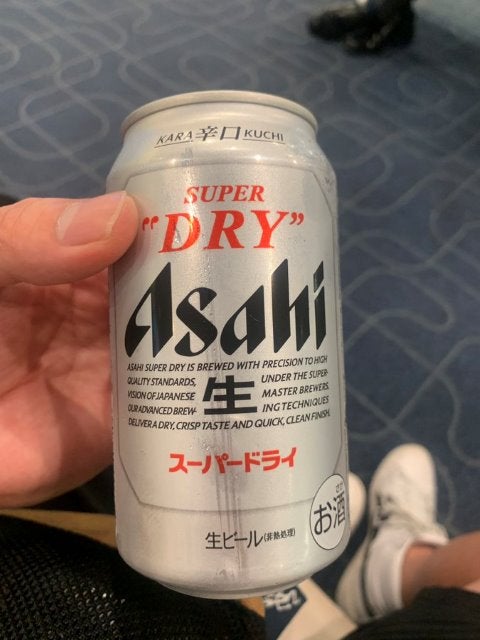 KARA 辛口 KUCHI
SUPER
"DRY"
Asahi
ASAHI SUPER DRY IS BREWED WITH PRECISION TO HIGH
QUALITY STANDARDS, UNDER THE SUPER-
VISION OF JAPANESE MASTER BREWERS.
生
OUR ADVANCED BREW- ING TECHNIQUES
DELIVER A DRY, CRISP TASTE AND QUICK, CLEAN FINISH.
スーパードライ
お酒
生ビール(非熱処理)